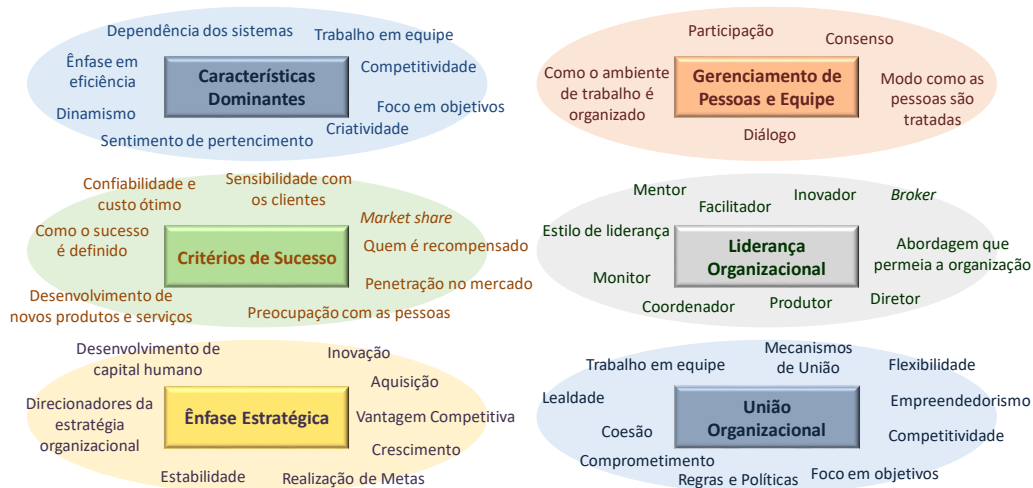 Dependência dos sistemas
Trabalho em equipe
Ênfase em
eficiência
Características
Dominantes
Competitividade
Dinamismo
Foco em objetivos
Criatividade
Sentimento de pertencimento
Participação
Consenso
Como o ambiente
de trabalho é
organizado
Gerenciamento de
Pessoas e Equipe
Modo como as
pessoas são
tratadas
Diálogo
Confiabilidade e
custo ótimo
Sensibilidade com
os clientes
Market share
Como o sucesso
é definido
Critérios de Sucesso
Quem é recompensado
Penetração no mercado
Desenvolvimento de
novos produtos e serviços
Preocupação com as pessoas
Mentor
Facilitador
Inovador
Broker
Estilo de liderança
Liderança
Organizacional
Abordagem que
permeia a organização
Monitor
Coordenador
Produtor
Diretor
Desenvolvimento de
capital humano
Inovação
Aquisição
Direcionadores da
estratégia
organizacional
Ênfase Estratégica
Vantagem Competitiva
Crescimento
Estabilidade
Realização de Metas
Trabalho em equipe
Mecanismos
de União
Flexibilidade
Lealdade
União
Organizacional
Empreendedorismo
Coesão
Competitividade
Comprometimento
Regras e Políticas
Foco em objetivos